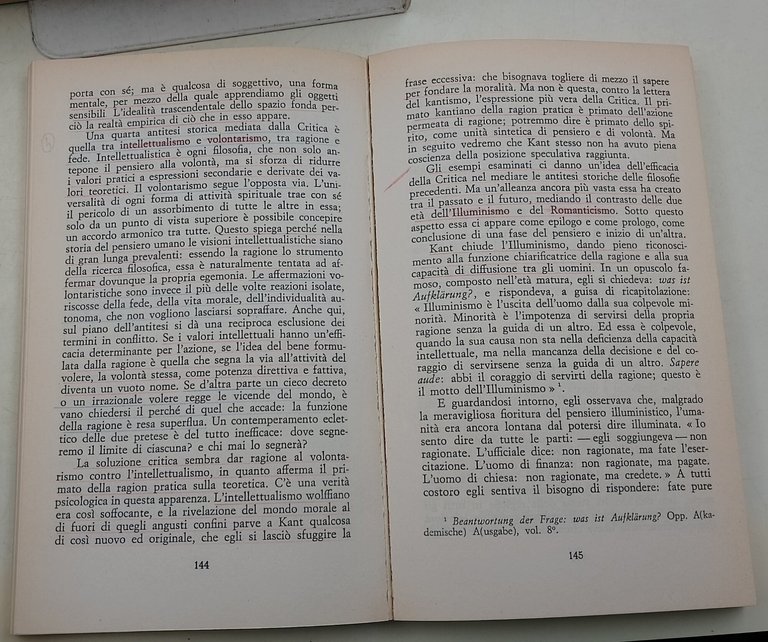 porta con sé; ma è qualcosa di soggettivo, una forma
mentale, per mezzo della quale apprendiamo gli oggetti
sensibili L'idealità trascendentale dello spazio fonda per-
ciò la realtà empirica di ciò che in esso appare.
Una quarta antitesi storica mediata dalla Critica è
quella tra intellettualismo e volontarismo, tra ragione e
fede. Intellettualistica è ogni filosofia, che non solo an-
tepone il pensiero alla volontà, ma si sforza di ridurre
i valori pratici a espressioni secondarie e derivate dei va-
lori teoretici. Il volontarismo segue l'opposta via. L'uni-
versalità di ogni forma di attività spirituale trae con sé
il pericolo di un assorbimento di tutte le altre in essa;
solo da un punto di vista superiore è possibile concepire
un accordo armonico tra tutte. Questo spiega perché nella
storia del pensiero umano le visioni intellettualistiche siano
di gran lunga prevalenti: essendo la ragione lo strumento
della ricerca filosofica, essa è naturalmente tentata ad af-
fermar dovunque la propria egemonia. Le affermazioni vo-
lontaristiche sono invece il più delle volte reazioni isolate,
riscosse della fede, della vita morale, dell'individualità au-
tonoma, che non vogliono lasciarsi sopraffare. Anche qui,
sul piano dell'antitesi si dà una reciproca esclusione dei
termini in conflitto. Se i valori intellettuali hanno un'effi-
cacia determinante per l'azione, se l'idea del bene formu-
lata dalla ragione è quella che segna la via all'attività del
volere, la volontà stessa, come potenza direttiva e fattiva,
diventa un vuoto nome. Se d'altra parte un cieco decreto
o un irrazionale volere regge le vicende del mondo, è
vano chiedersi il perché di quel che accade: la funzione
della ragione è resa superflua. Un contemperamento eclet-
tico delle due pretese è del tutto inefficace: dove segne-
remo il limite di ciascuna? e chi mai lo segnerà?
La soluzione critica sembra dar ragione al volonta-
rismo contro l'intellettualismo, in quanto afferma il pri-
mato della ragion pratica sulla teoretica. C'è una verità
psicologica in questa apparenza. L'intellettualismo wolffiano
era così soffocante, e la rivelazione del mondo morale al
di fuori di quegli angusti confini parve a Kant qualcosa
di così nuovo ed originale, che egli si lasciò sfuggire la
144
frase eccessiva: che bisognava togliere di mezzo il sapere
per fondare la moralità. Ma non è questa, contro la lettera
del kantismo, l'espressione più vera della Critica. Il pri-
mato kantiano della ragion pratica è primato dell'azione
permeata di ragione; potremmo dire è primato dello spi-
rito, come unità sintetica di pensiero e di volontà. Ma
in seguito vedremo che Kant stesso non ha avuto piena
coscienza della posizione speculativa raggiunta.
Gli esempi esaminati ci danno un'idea dell'efficacia
della Critica nel mediare le antitesi storiche delle filosofie
precedenti. Ma un'alleanza ancora più vasta essa ha creato
tra il passato e il futuro, mediando il contrasto delle due
età dell'Illuminismo e del Romanticismo. Sotto questo
aspetto essa ci appare come epilogo e come prologo, come
conclusione di una fase del pensiero e inizio di un'altra.
Kant chiude l'Illuminismo, dando pieno riconosci-
mento alla funzione chiarificatrice della ragione e alla sua
capacità di diffusione tra gli uomini. In un opuscolo fa-
moso, composto nell'età matura, egli si chiedeva: was ist
Aufklärung?, e rispondeva, a guisa di ricapitolazione:
« Illuminismo è l'uscita dell'uomo dalla sua colpevole mi-
norità. Minorità è l'impotenza di servirsi della propria
ragione senza la guida di un altro. Ed essa è colpevole,
quando la sua causa non sta nella deficienza della capacità
intellettuale, ma nella mancanza della decisione e del co-
raggio di servirsene senza la guida di un altro. Sapere
aude: abbi il coraggio di servirti della ragione; questo è
il motto dell'Illuminismo » ¹.
E guardandosi intorno, egli osservava che, malgrado
la meravigliosa fioritura del pensiero illuministico, l'uma-
nità era ancora lontana dal potersi dire illuminata. « Io
sento dire da tutte le parti: — egli soggiungeva — non
ragionate. L'ufficiale dice: non ragionate, ma fate l'eser-
citazione. L'uomo di finanza: non ragionate, ma pagate.
L'uomo di chiesa: non ragionate, ma credete. » A tutti
costoro egli sentiva il bisogno di rispondere: fate pure
¹ Beantwortung der Frage: was ist Aufklärung? Opp. A(ka-
demische) A(usgabe), vol. 8°.
145